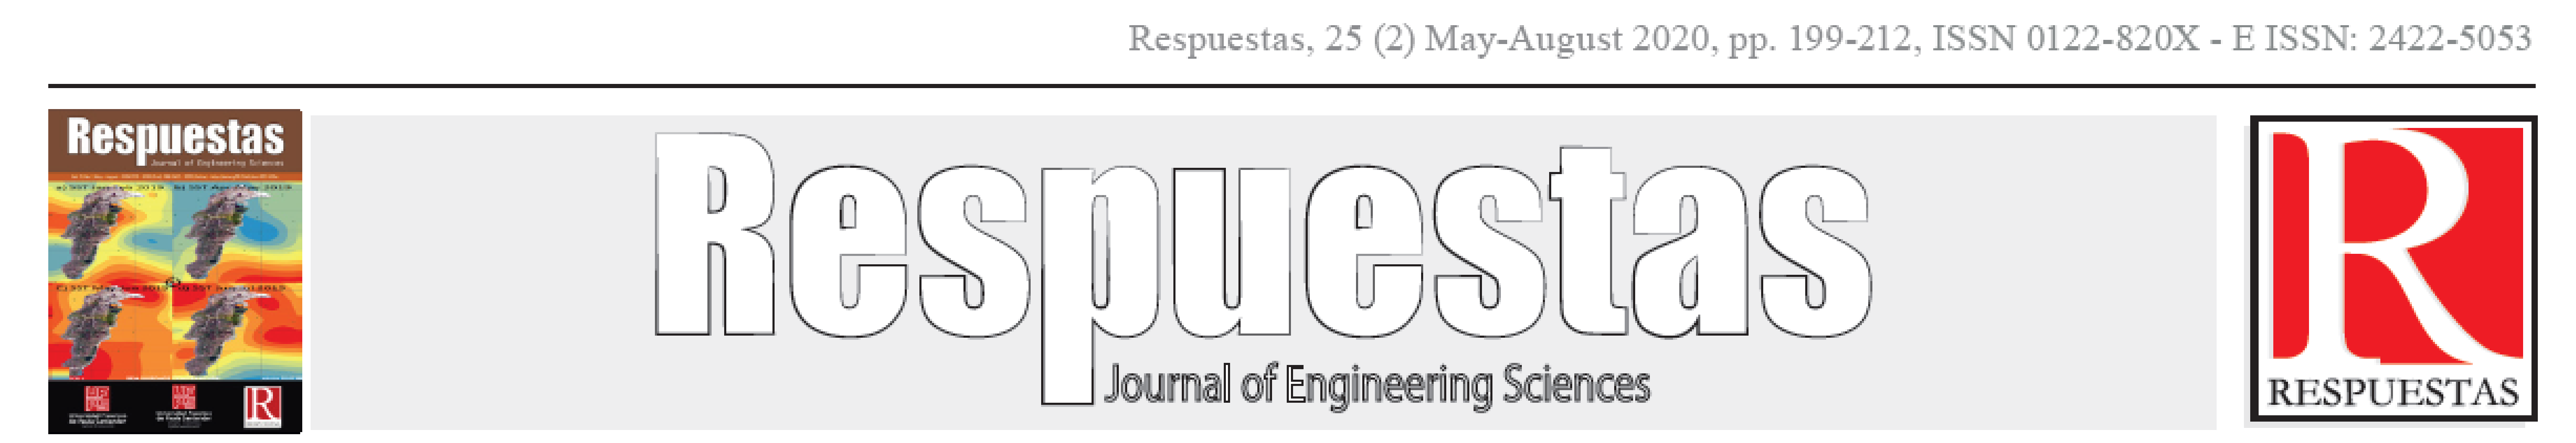 Respuestas, 25 (2) May-August 2020, pp. 199-212, ISSN 0122-820X - E ISSN: 2422-5053
Respuestas
Journal of Engineering Sciences
Respuestas
Journal of Engineering Sciences
R
RESPUESTAS
R